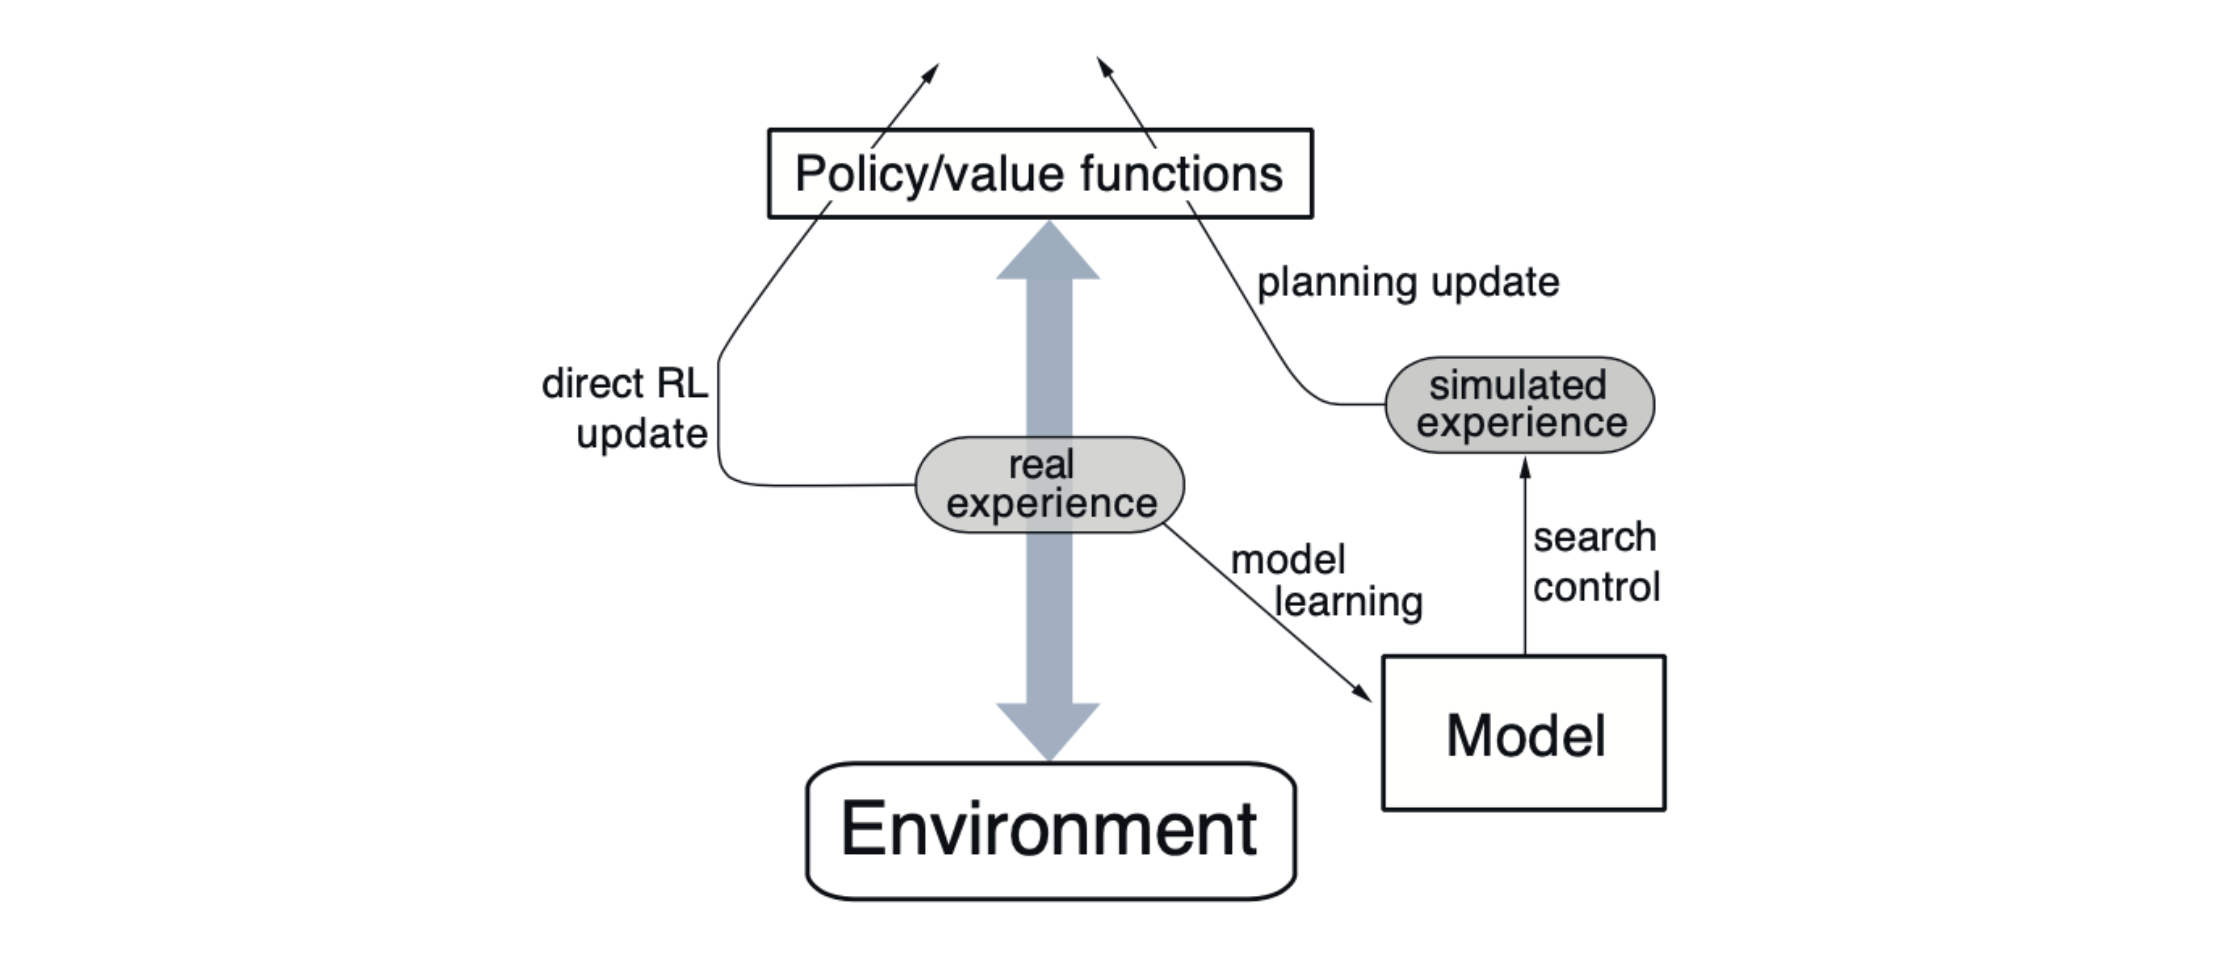 Policy/value functions
planning update
direct RL
update
simulated
experience
real
experience
model
learning
search
control
Model
Environment